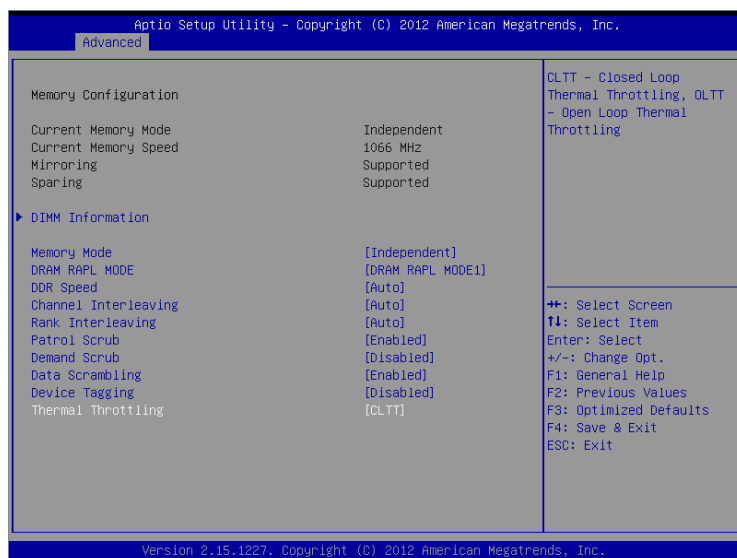 Aptio Setup Utility – Copyright (C) 2012 American Megatrends, Inc.
Advanced
Memory Configuration
Current Memory Mode Independent
Current Memory Speed 1066 MHz
Mirroring Supported
Sparing Supported
DIMM Information
Memory Mode [Independent]
DRAM RAPL MODE [DRAM RAPL MODE1]
DDR Speed [Auto]
Channel Interleaving [Auto]
Rank Interleaving [Auto]
Patrol Scrub [Enabled]
Demand Scrub [Disabled]
Data Scrambling [Enabled]
Device Tagging [Disabled]
Thermal Throttling [CLTT]
CLTT – Closed Loop
Thermal Throttling, OLTT
– Open Loop Thermal
Throttling
→←: Select Screen
↑↓: Select Item
Enter: Select
+/-: Change Opt.
F1: General Help
F2: Previous Values
F3: Optimized Defaults
F4: Save & Exit
ESC: Exit
Version 2.15.1227. Copyright (C) 2012 American Megatrends, Inc.